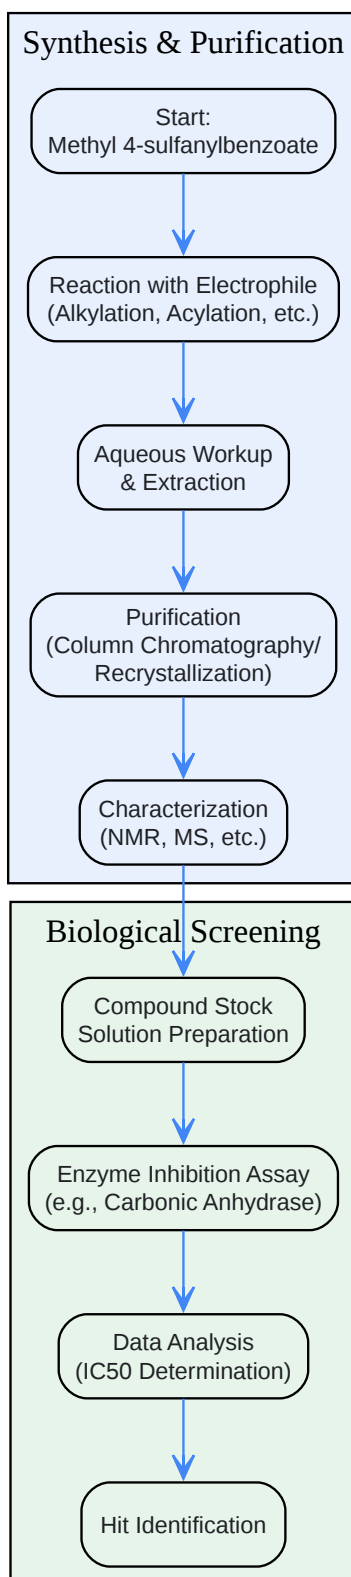 Synthesis & Purification
Start:
Methyl 4-sulfanylbenzoate
Reaction with Electrophile
(Alkylation, Acylation, etc.)
Aqueous Workup
& Extraction
Purification
(Column Chromatography/
Recrystallization)
Characterization
(NMR, MS, etc.)
Biological Screening
Compound Stock
Solution Preparation
Enzyme Inhibition Assay
(e.g., Carbonic Anhydrase)
Data Analysis
(IC50 Determination)
Hit Identification